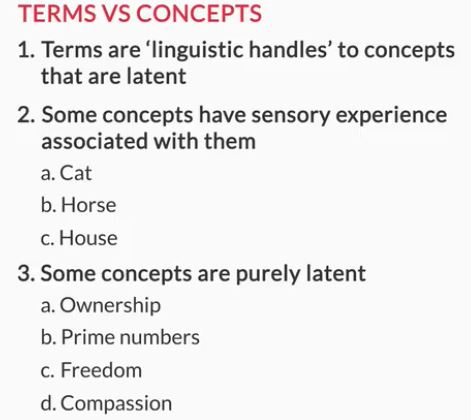 TERMS VS CONCEPTS
1. Terms are ‘linguistic handles’ to concepts
that are latent
2. Some concepts have sensory experience
associated with them
a. Cat
b. Horse
c. House
3. Some concepts are purely latent
a. Ownership
b. Prime numbers
c. Freedom
d. Compassion